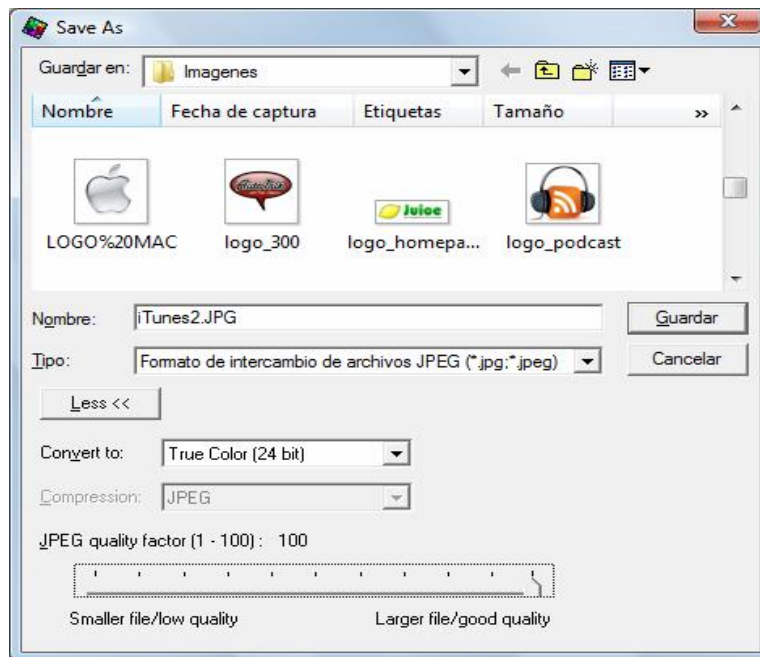 Save As
Guardar en: Imagenes
Nombre Fecha de captura Etiquetas Tamaño »
Juice
LOGO%20MAC logo_300 logo_homepa... logo_podcast
Nombre: iTunes2.JPG Guardar
Tipo: Formato de intercambio de archivos JPEG (*.jpg;*.jpeg) Cancelar
Less <<
Convert to: True Color (24 bit)
Compression: JPEG
JPEG quality factor (1 - 100) : 100
Smaller file/low quality Larger file/good quality